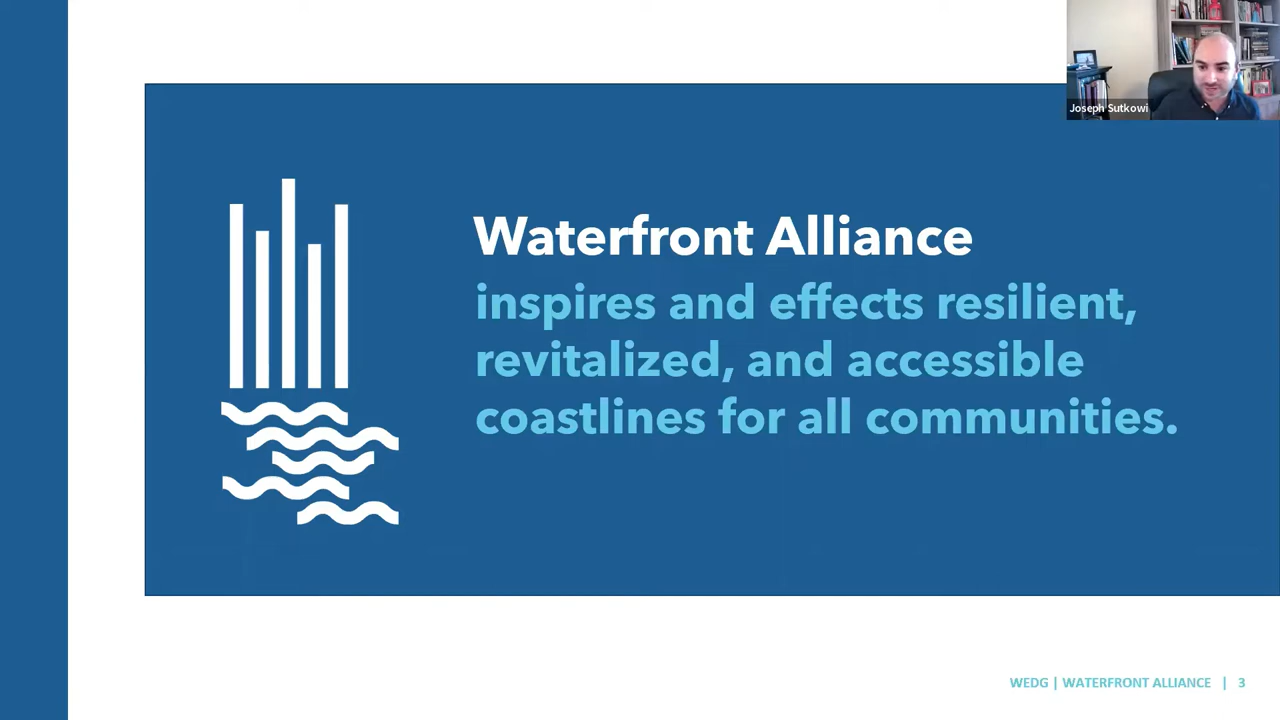 Joseph Sutkowi
Waterfront Alliance
inspires and effects resilient,
revitalized, and accessible
coastlines for all communities.
WEDG | WATERFRONT ALLIANCE | 3